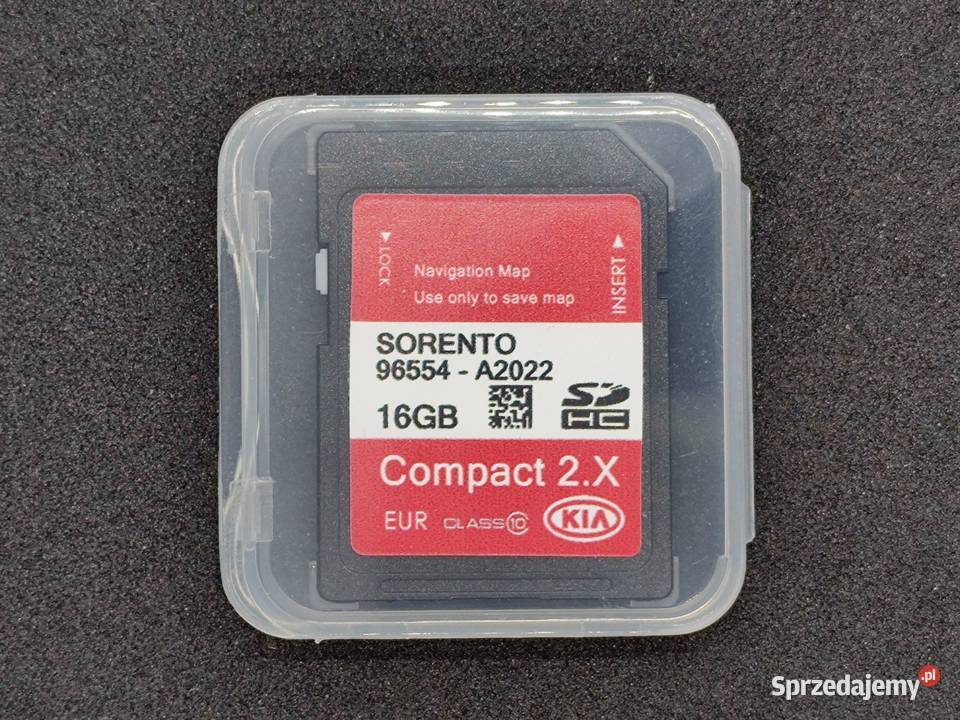 ▲ LOCK
INSERT ▲
Navigation Map
Use only to save map
SORENTO
96554 - A2022
16GB
SD
HC
Compact 2.X
EUR CLASS 10 KIA
Sprzedajemy.pl